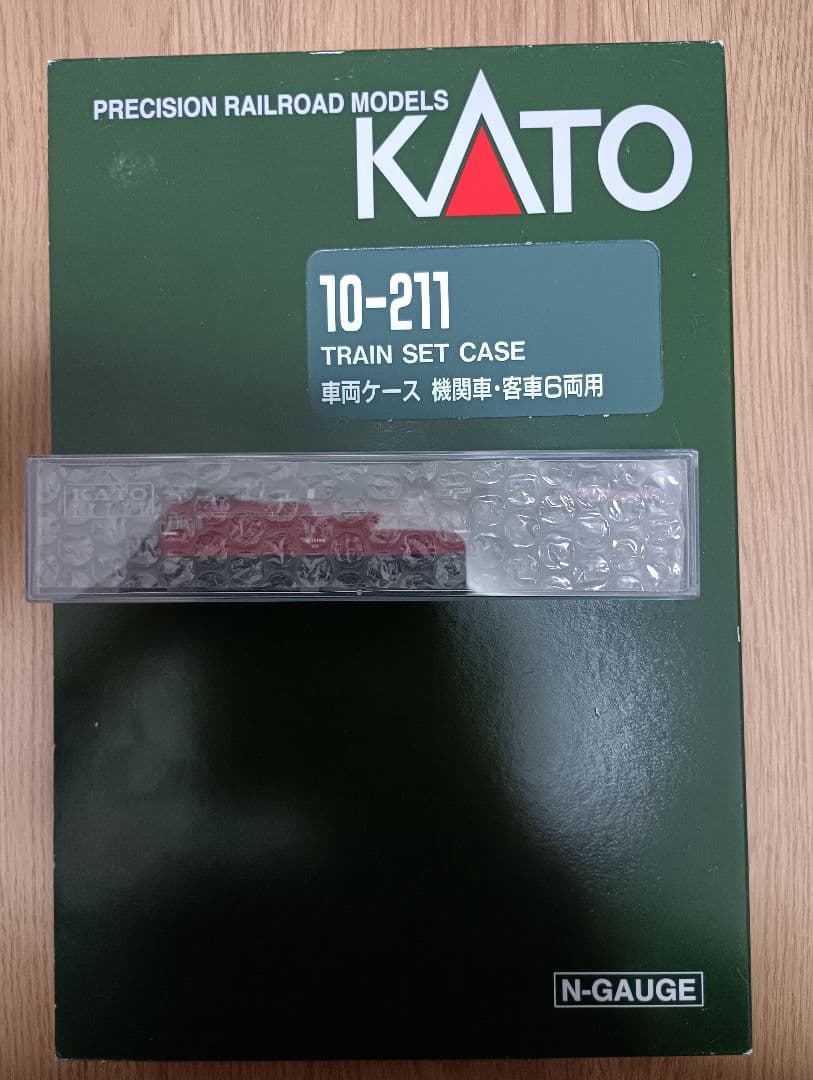 PRECISION RAILROAD MODELS
KATO
10-211
TRAIN SET CASE
車両ケース 機関車・客車6両用
KATO
N-GAUGE